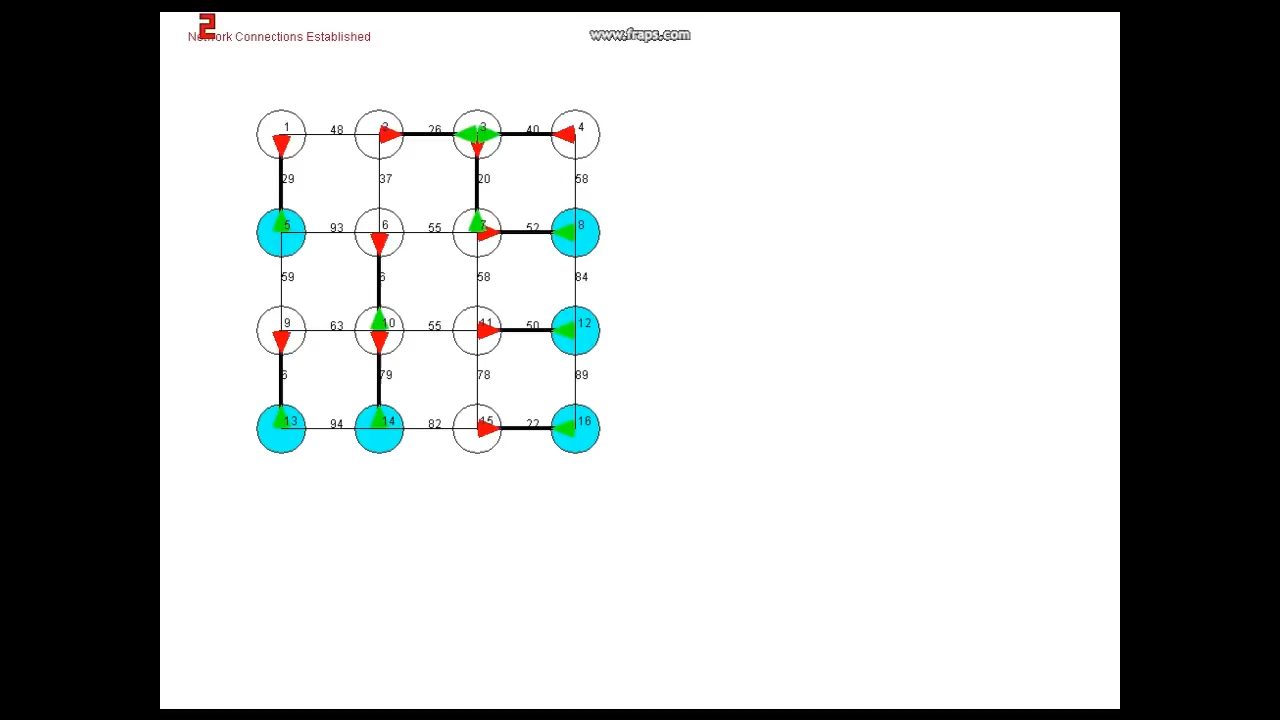 2
Network Connections Established
www.fraps.com
1 48 2 26 3 40 4
29 37 20 58
5 93 6 55 7 52 8
59 6 58 84
9 63 10 55 11 50 12
6 79 78 89
13 94 14 82 15 22 16